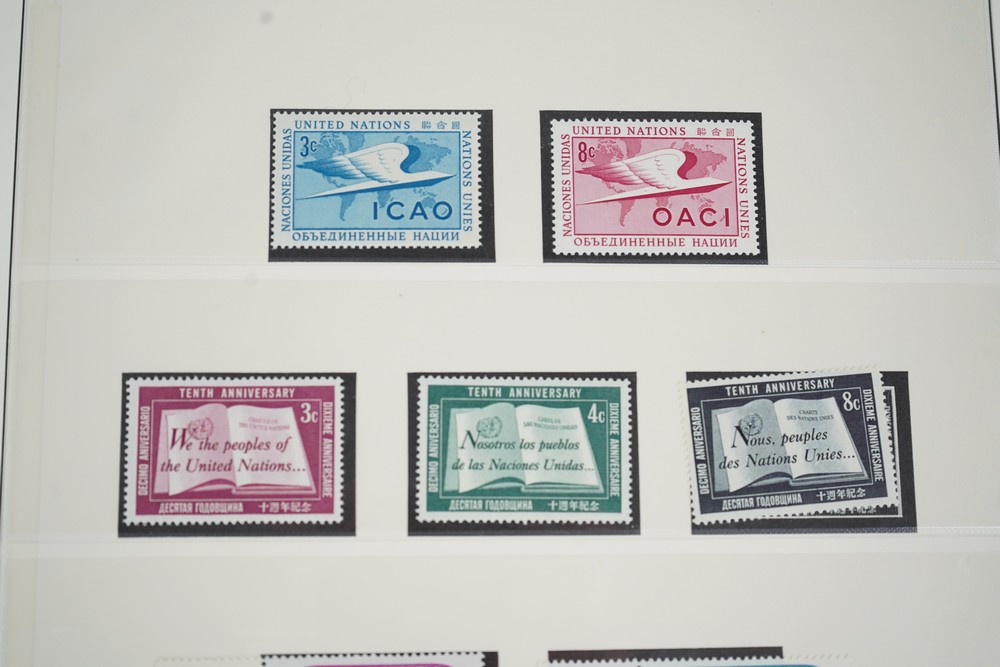 UNITED NATIONS 聯合國
3c
NACIONES UNIDAS
NATIONS UNIES
ICAO
ОБЪЕДИНЕННЫЕ НАЦИИ
UNITED NATIONS 聯合國
8c
NACIONES UNIDAS
NATIONS UNIES
OACI
ОБЪЕДИНЕННЫЕ НАЦИИ
TENTH ANNIVERSARY
3c
DECIMO ANIVERSARIO
DIXIEME ANNIVERSAIRE
We the peoples of
the United Nations...
ДЕСЯТАЯ ГОДОВЩИНА 十週年紀念
TENTH ANNIVERSARY
4c
DECIMO ANIVERSARIO
DIXIEME ANNIVERSAIRE
Nosotros los pueblos
de las Naciones Unidas...
ДЕСЯТАЯ ГОДОВЩИНА 十週年紀念
TENTH ANNIVERSARY
8c
DECIMO ANIVERSARIO
DIXIEME ANNIVERSAIRE
CHARTE
DES NATIONS UNIES
Nous, peuples
des Nations Unies...
ДЕСЯТАЯ ГОДОВЩИНА 十週年紀念